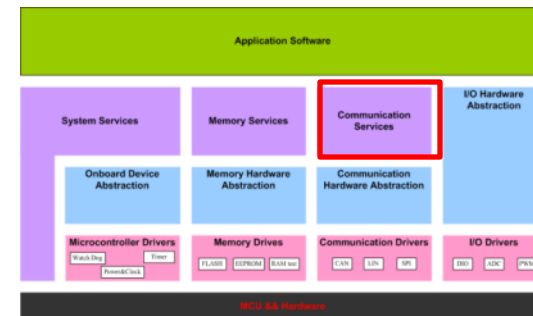 Application Software
I/O Hardware
Abstraction
System Services
Memory Services
Communication
Services
Onboard Device
Abstraction
Memory Hardware
Abstraction
Communication
Hardware Abstraction
Microcontroller Drivers
Watch Dog
Timer
Power&Clock
Memory Drives
FLASH
EEPROM
RAM test
Communication Drivers
CAN
LIN
SPI
I/O Drivers
DIO
ADC
PWM
MCU && Hardware